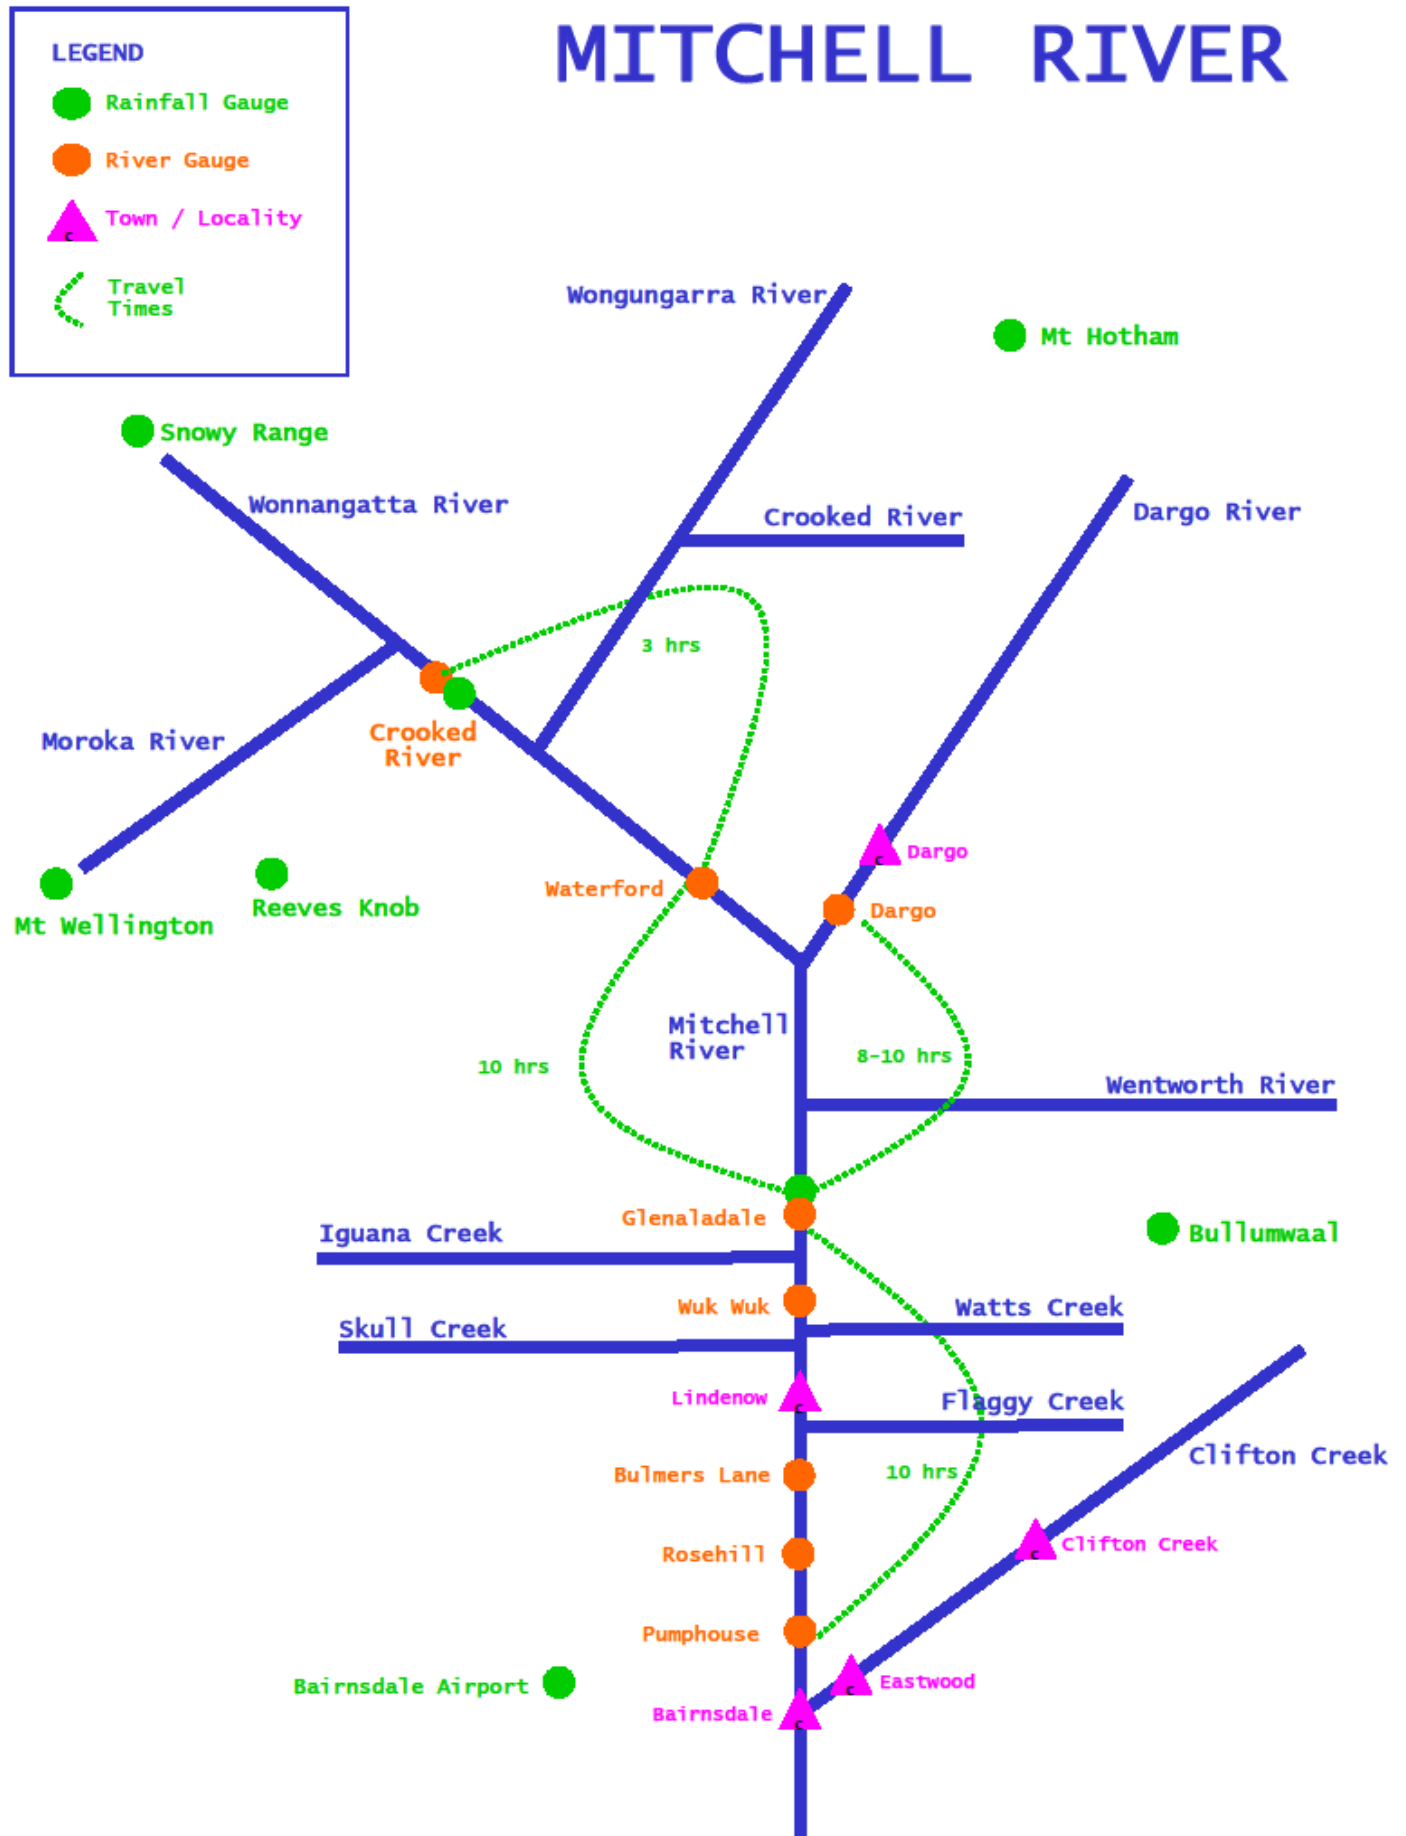 MITCHELL RIVER
LEGEND
Rainfall Gauge
River Gauge
c
Town / Locality
Travel
Times
Wongungarra River
Mt Hotham
Snowy Range
Wonnangatta River
Crooked River
Dargo River
3 hrs
Crooked
River
Moroka River
Dargo
c
Waterford
Dargo
Reeves Knob
Mt Wellington
Mitchell
River
8-10 hrs
10 hrs
Wentworth River
Glenaladale
Iguana Creek
Bullumwaal
Wuk Wuk
Watts Creek
Skull Creek
Lindenow
c
Flaggy Creek
Clifton Creek
Bulmers Lane
10 hrs
Clifton Creek
c
Rosehill
Pumphouse
Bairnsdale Airport
Eastwood
c
Bairnsdale
c